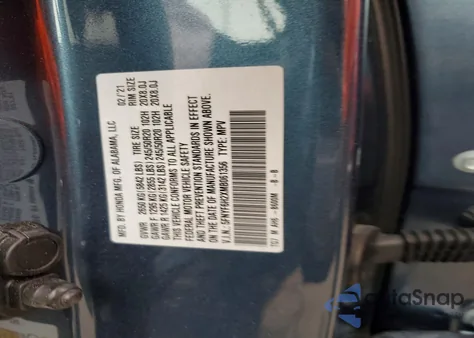 MFD. BY HONDA MFG. OF ALABAMA, LLC 02/21
TIRE SIZE RIM SIZE
GVWR 2650 KG(5842 LBS)
GAWR F 1295 KG(2855 LBS) 245/50R20 102H 20X8.0J
GAWR R 1425 KG(3142 LBS) 245/50R20 102H 20X8.0J
THIS VEHICLE CONFORMS TO ALL APPLICABLE
FEDERAL MOTOR VEHICLE SAFETY
AND THEFT PREVENTION STANDARDS IN EFFECT
ON THE DATE OF MANUFACTURE SHOWN ABOVE.
V.I.N.: TYPE: MPV
AutoSnap